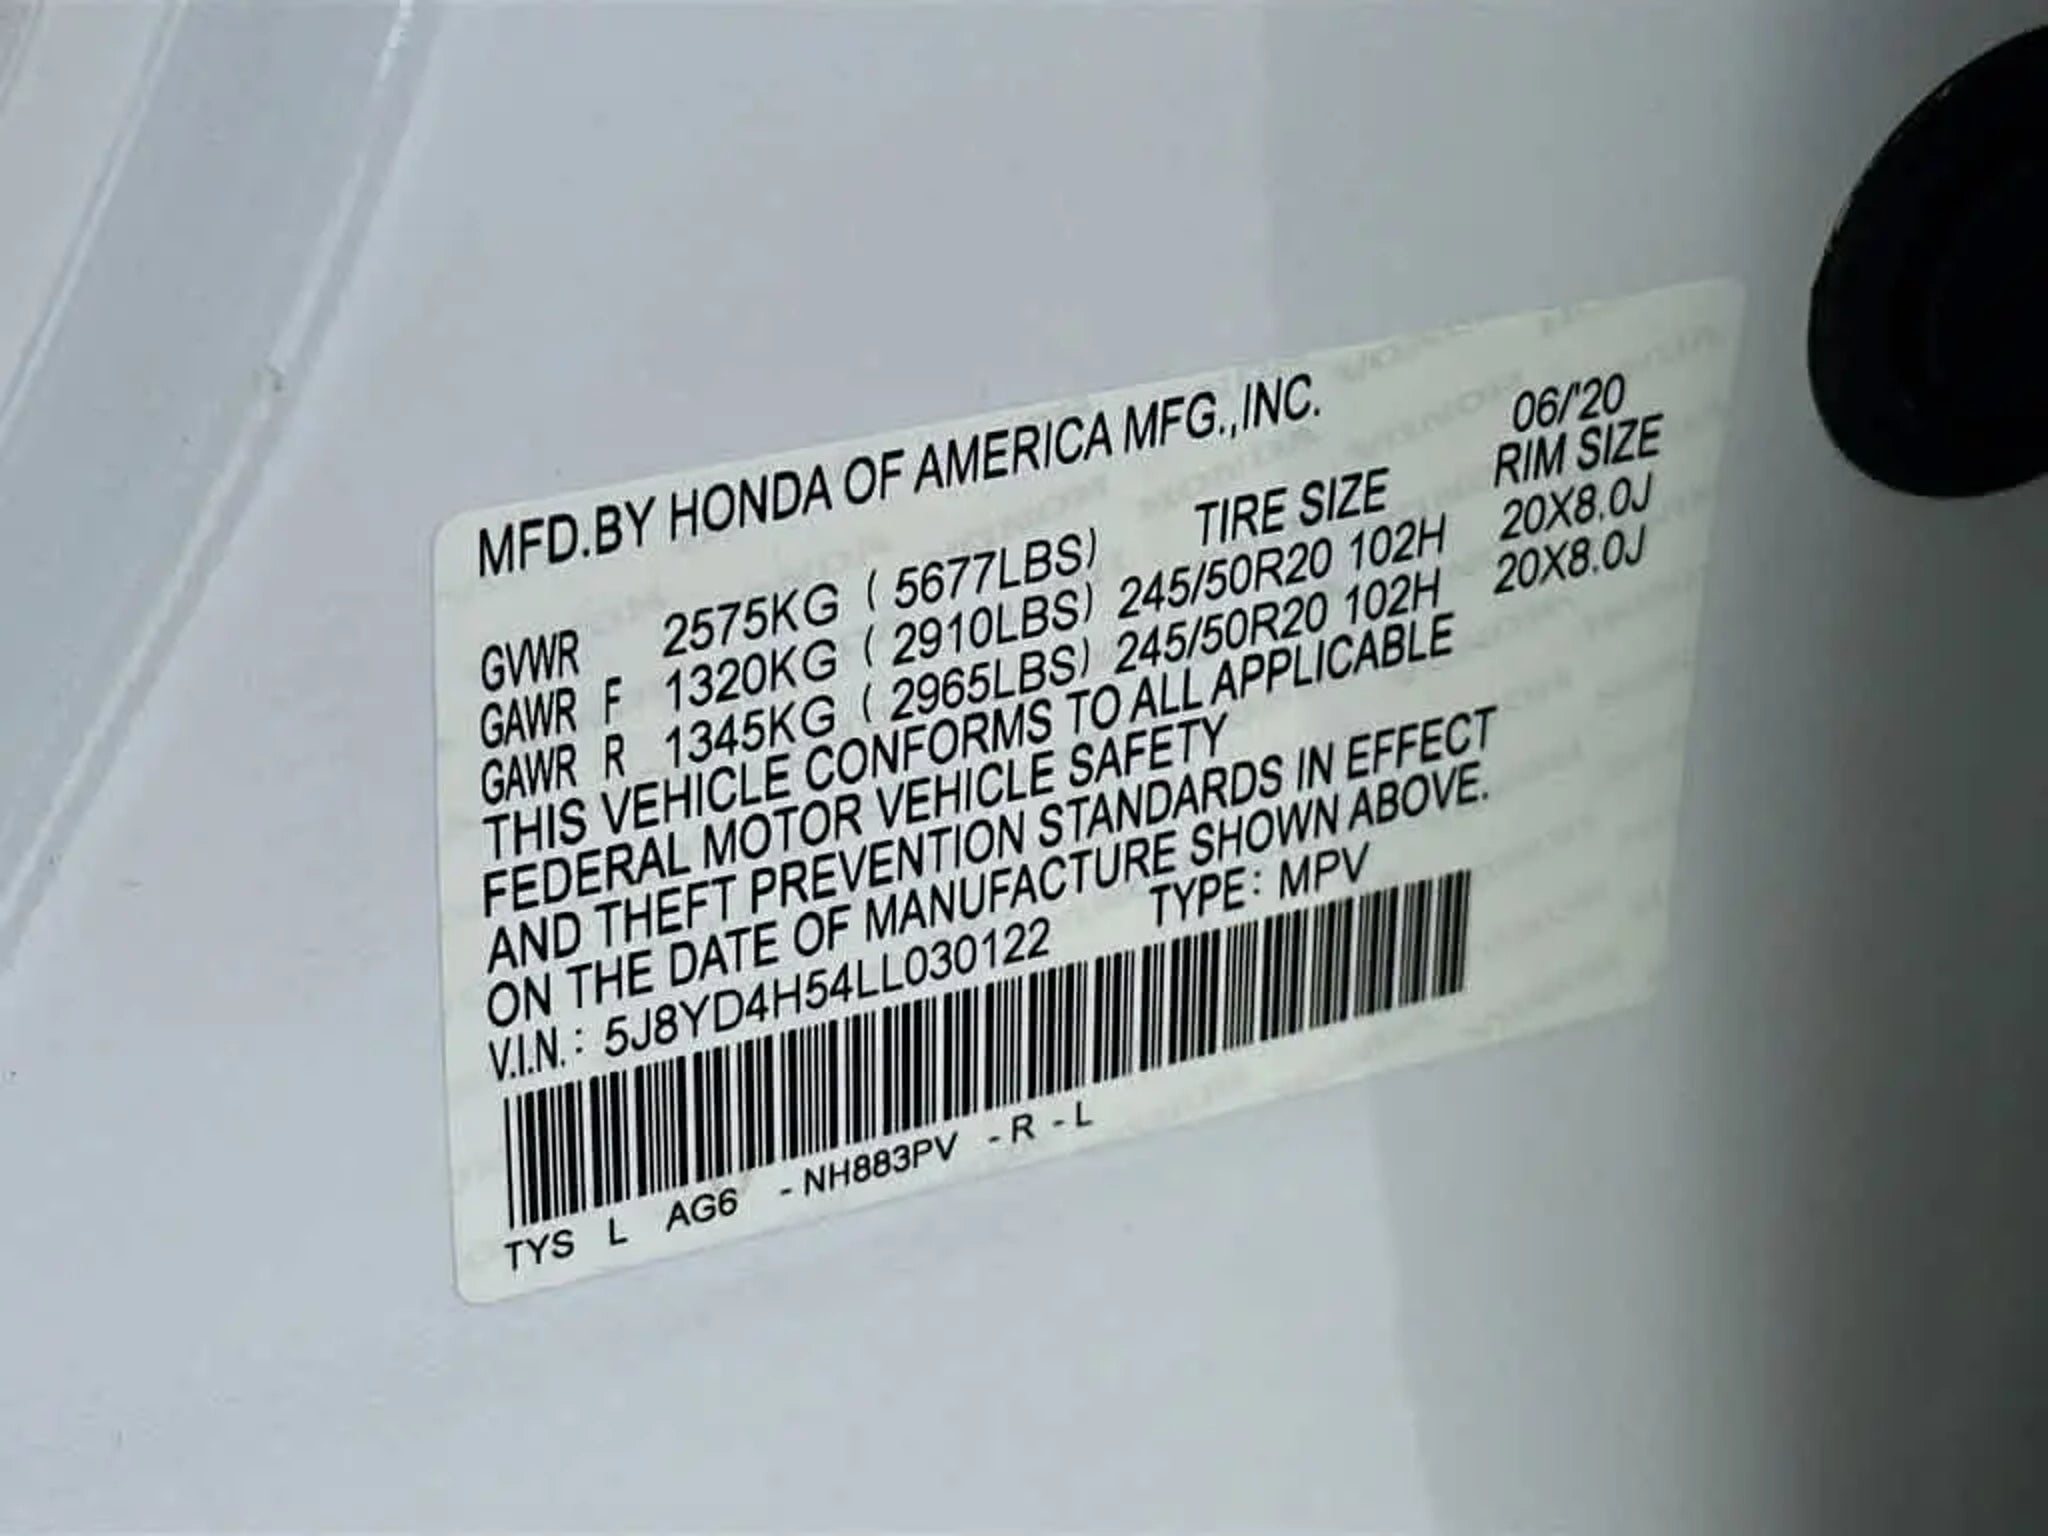 MFD.BY HONDA OF AMERICA MFG.,INC. 06/'20
TIRE SIZE RIM SIZE
GVWR 2575KG ( 5677LBS)
GAWR F 1320KG ( 2910LBS) 245/50R20 102H 20X8.0J
GAWR R 1345KG ( 2965LBS) 245/50R20 102H 20X8.0J
THIS VEHICLE CONFORMS TO ALL APPLICABLE
FEDERAL MOTOR VEHICLE SAFETY
AND THEFT PREVENTION STANDARDS IN EFFECT
ON THE DATE OF MANUFACTURE SHOWN ABOVE.
V.I.N.: 5J8YD4H54LL030122 TYPE: MPV
TYS L AG6 -NH883PV -R -L